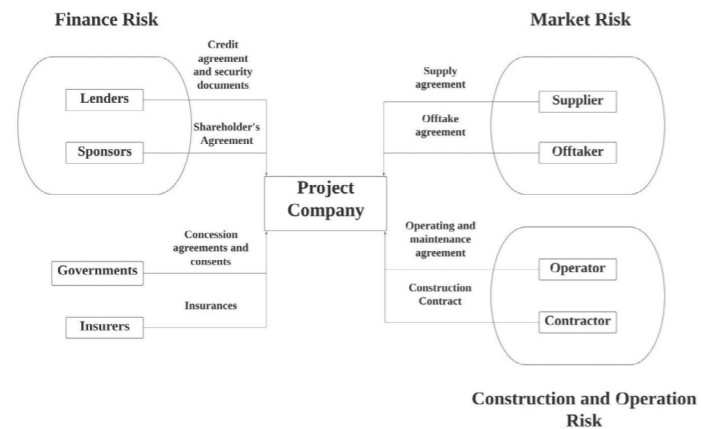 Finance Risk
Market Risk
Credit
agreement
and security
documents
Lenders
Shareholder's
Agreement
Sponsors
Supply
agreement
Supplier
Offtake
agreement
Offtaker
Project
Company
Concession
agreements and
consents
Governments
Insurances
Insurers
Operating and
maintenance
agreement
Operator
Construction
Contract
Contractor
Construction and Operation
Risk